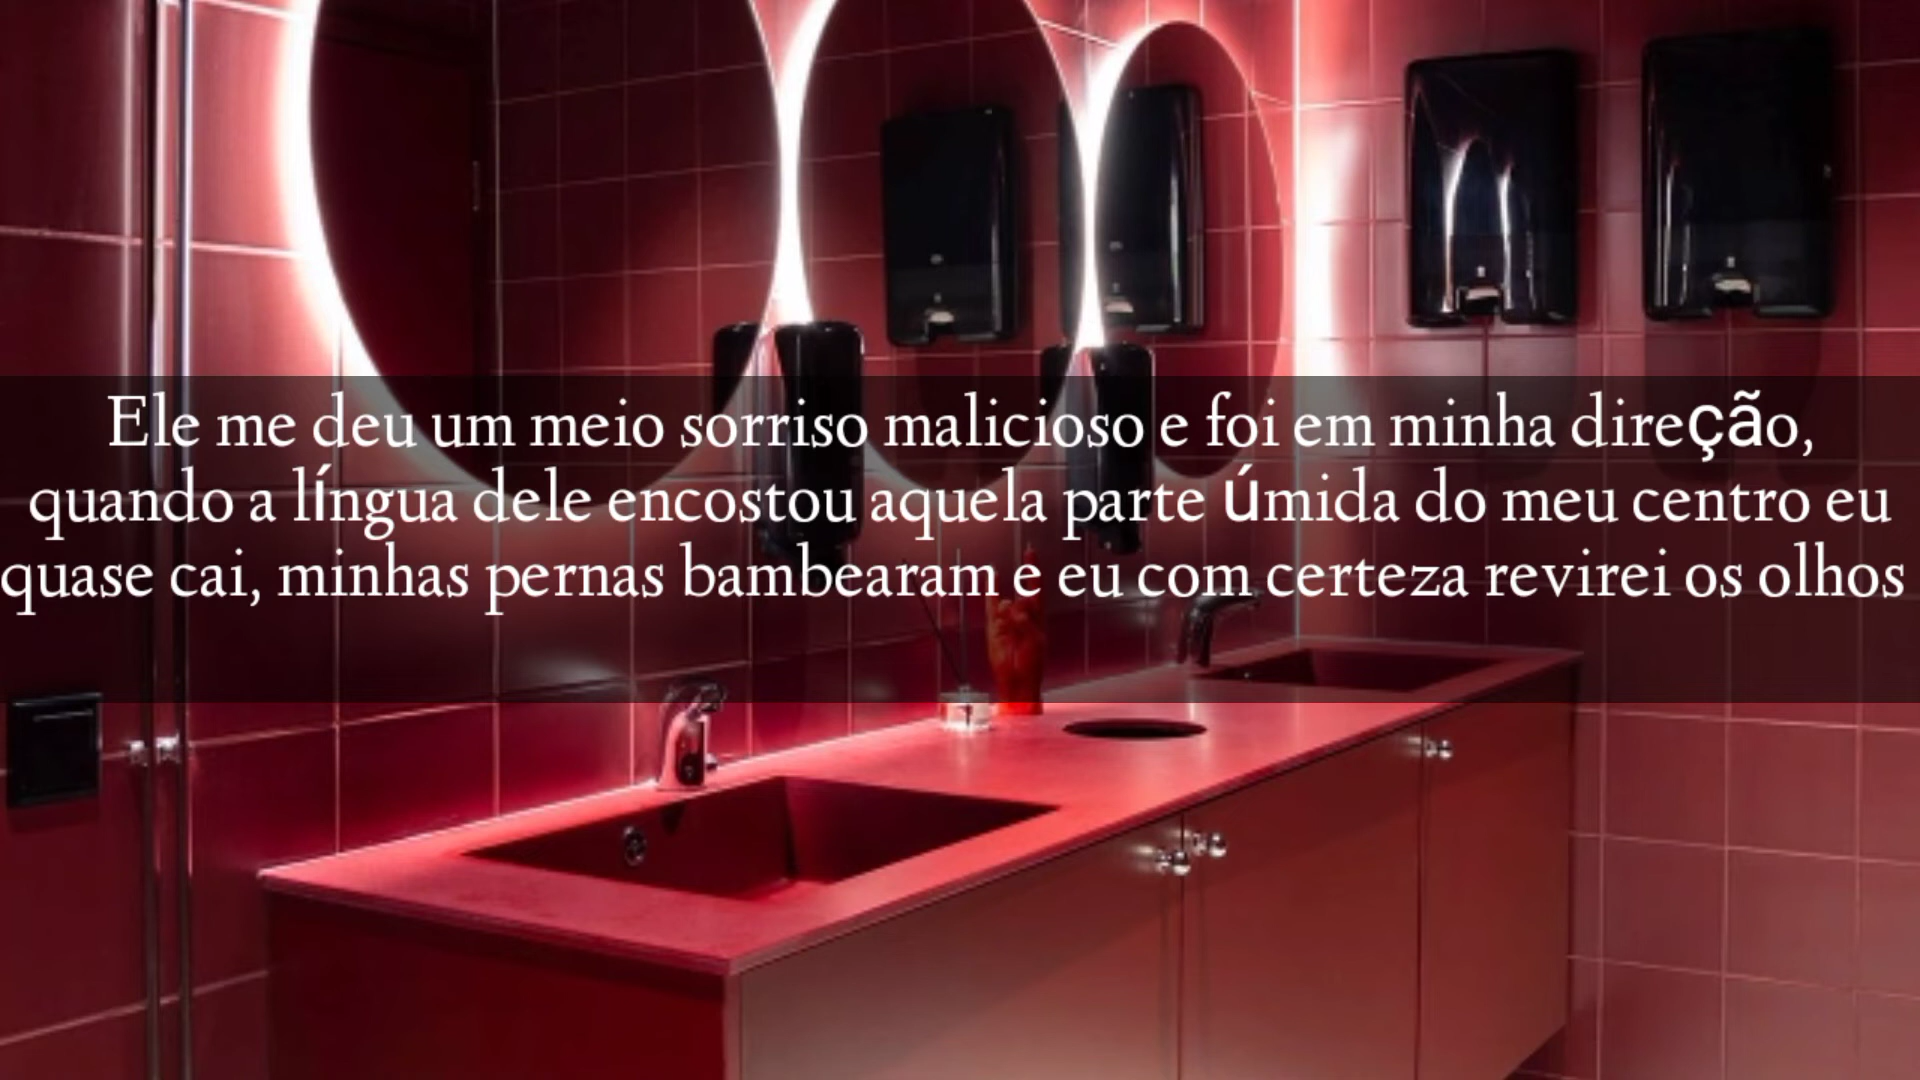 Ele me deu um meio sorriso malicioso e foi em minha direção,
quando a língua dele encostou aquela parte úmida do meu centro eu
quase cai, minhas pernas bambearam e eu com certeza revirei os olhos